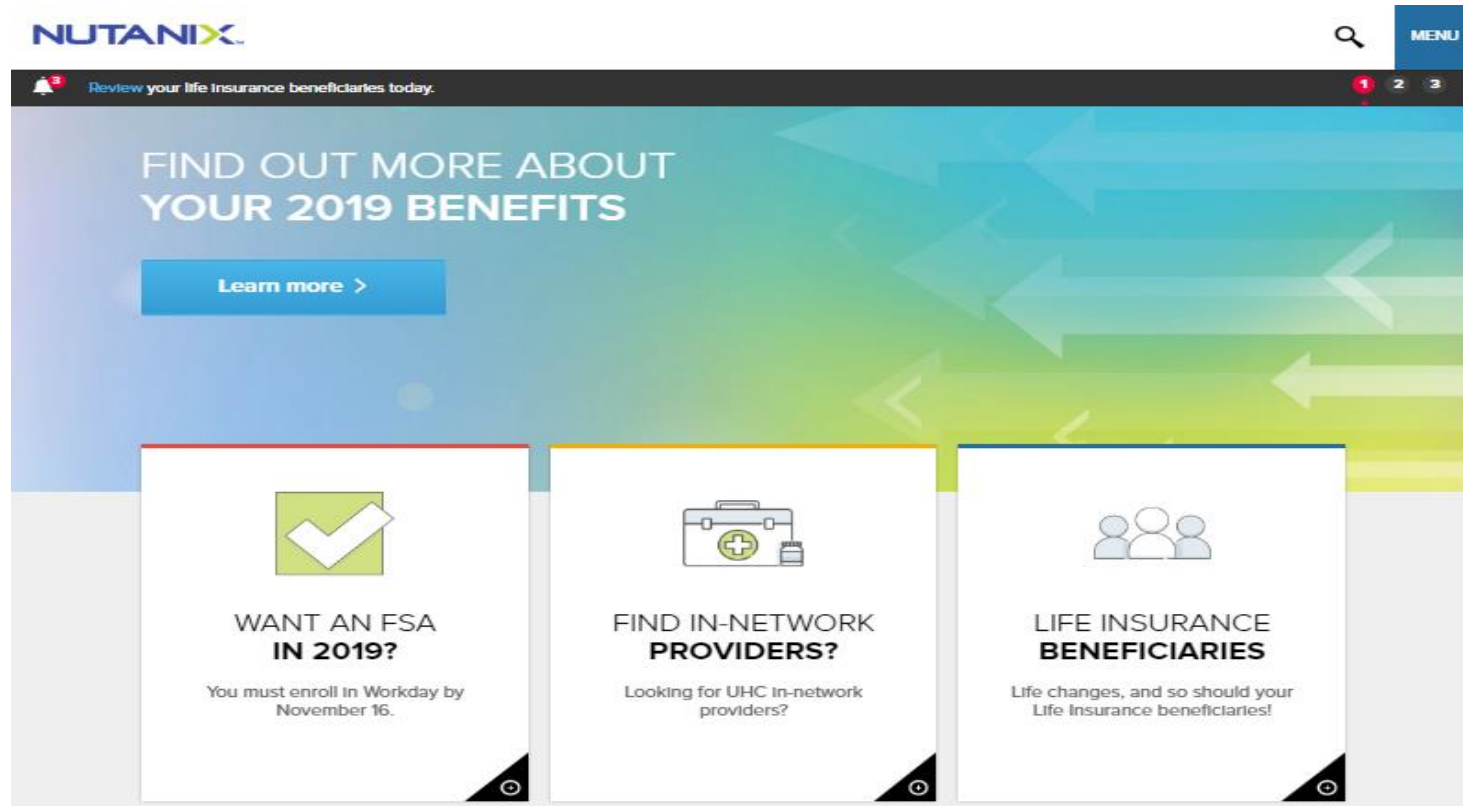 NUTANIX
MENU
3
Review your life insurance beneficiaries today.
1 2 3
FIND OUT MORE ABOUT
YOUR 2019 BENEFITS
Learn more >
WANT AN FSA
IN 2019?
You must enroll in Workday by
November 16.
FIND IN-NETWORK
PROVIDERS?
Looking for UHC in-network
providers?
LIFE INSURANCE
BENEFICIARIES
Life changes, and so should your
Life Insurance beneficiaries!